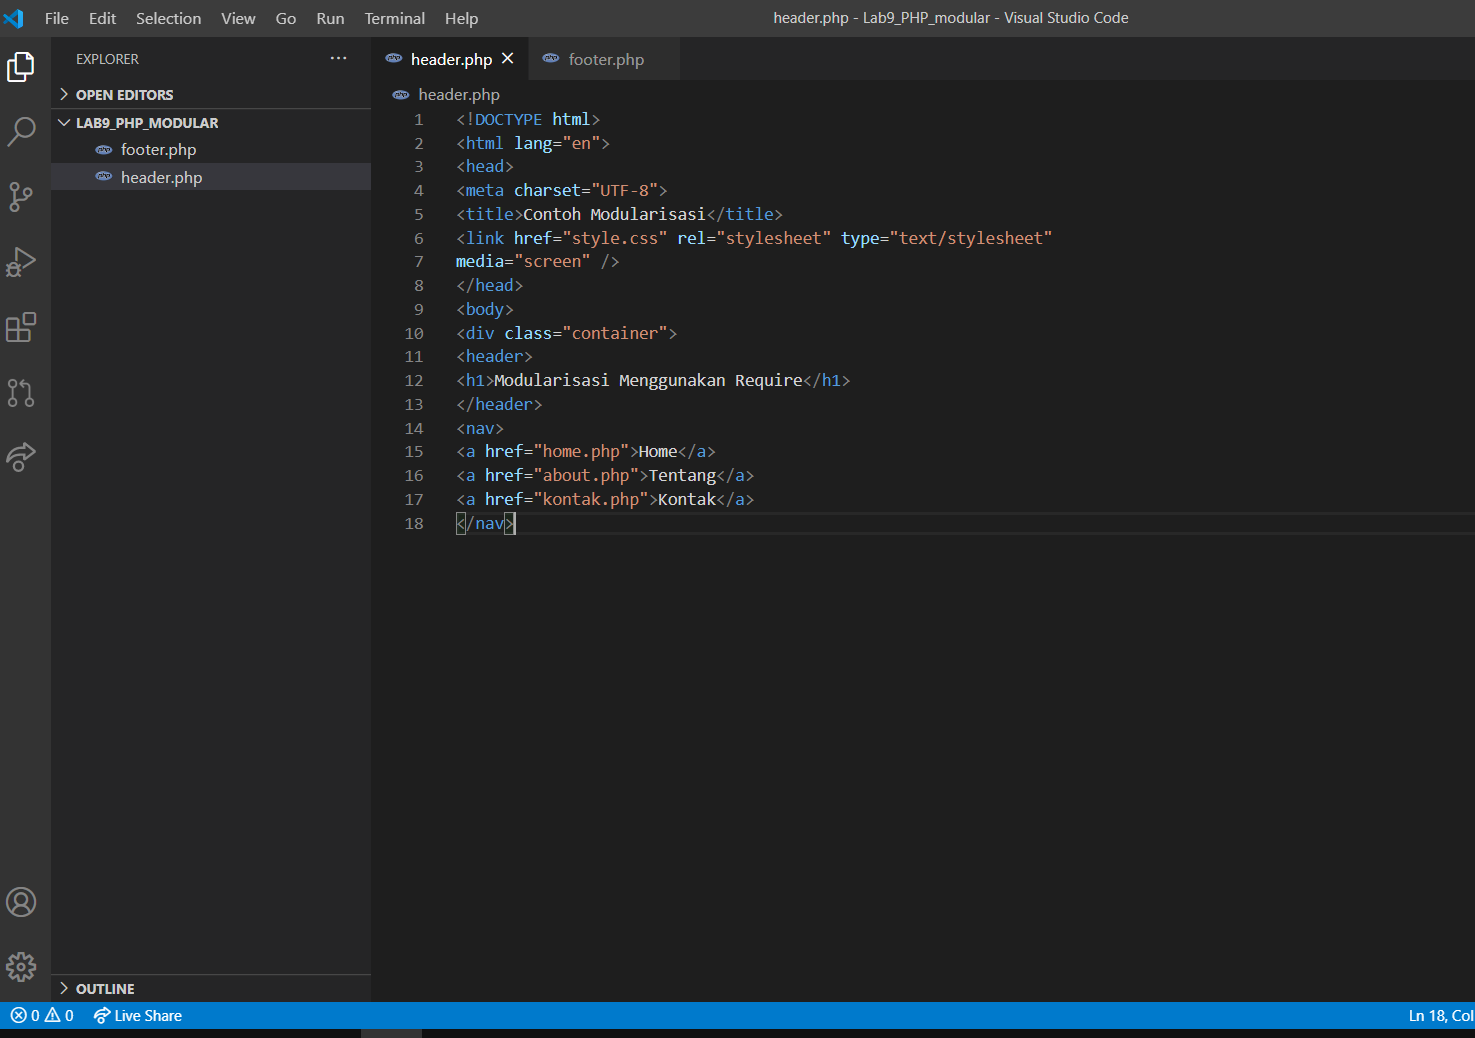 File Edit Selection View Go Run Terminal Help
header.php - Lab9_PHP_modular - Visual Studio Code
EXPLORER
OPEN EDITORS
LAB9_PHP_MODULAR
footer.php
header.php
header.php footer.php
header.php
1 <!DOCTYPE html>
2 <html lang="en">
3 <head>
4 <meta charset="UTF-8">
5 <title>Contoh Modularisasi</title>
6 <link href="style.css" rel="stylesheet" type="text/stylesheet"
7 media="screen" />
8 </head>
9 <body>
10 <div class="container">
11 <header>
12 <h1>Modularisasi Menggunakan Require</h1>
13 </header>
14 <nav>
15 <a href="home.php">Home</a>
16 <a href="about.php">Tentang</a>
17 <a href="kontak.php">Kontak</a>
18 </nav>
OUTLINE
0 0 Live Share
Ln 18, Col